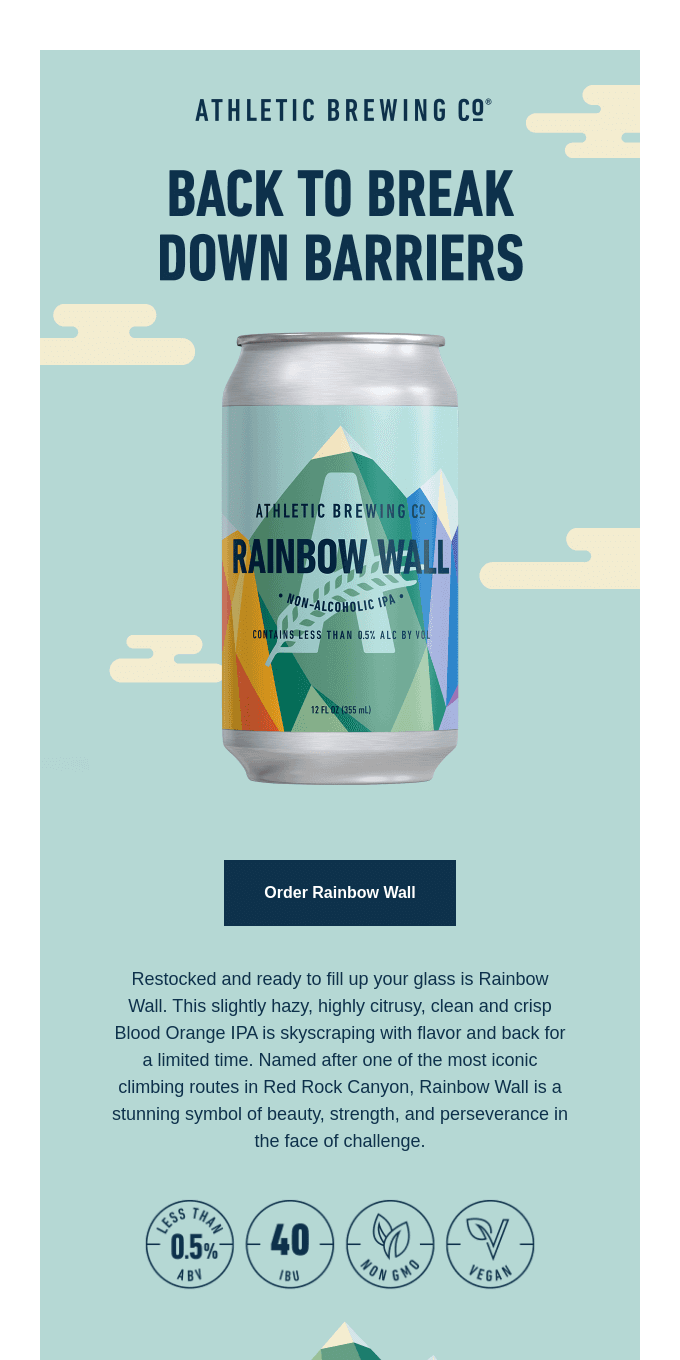 ATHLETIC BREWING Cº®
BACK TO BREAK
DOWN BARRIERS
ATHLETIC BREWING Cº
RAINBOW WALL
• NON-ALCOHOLIC IPA •
CONTAINS LESS THAN 0.5% ALC BY VOL
12 FL OZ (355 mL)
Order Rainbow Wall
Restocked and ready to fill up your glass is Rainbow
Wall. This slightly hazy, highly citrusy, clean and crisp
Blood Orange IPA is skyscraping with flavor and back for
a limited time. Named after one of the most iconic
climbing routes in Red Rock Canyon, Rainbow Wall is a
stunning symbol of beauty, strength, and perseverance in
the face of challenge.
LESS THAN
0.5%
ABV
40
IBU
NON GMO
VEGAN